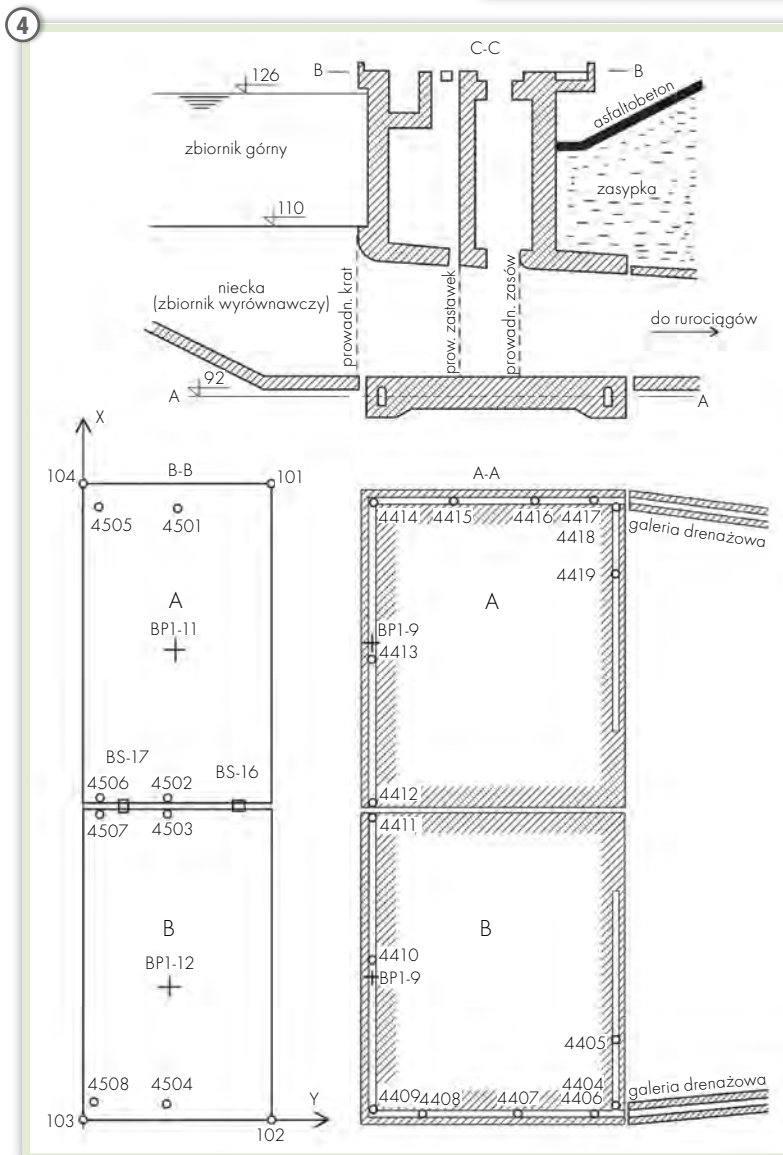 4
C-C
B
B
126
asfaltobeton
zbiornik górny
zasypka
110
niecka
(zbiornik wyrównawczy)
prowadn. krat
prow. zastawek
prowadn. zasów
do rurociągów
A
92
A
X
104
B-B
101
4505
4501
A
BP1-11
BS-17
BS-16
4506
4502
4507
4503
B
BP1-12
4508
4504
Y
103
102
A-A
4414
4415
4416
4417
4418
galeria drenażowa
4419
A
BP1-9
4413
4412
4411
B
4410
BP1-9
4405
4404
4409
4408
4407
4406
galeria drenażowa